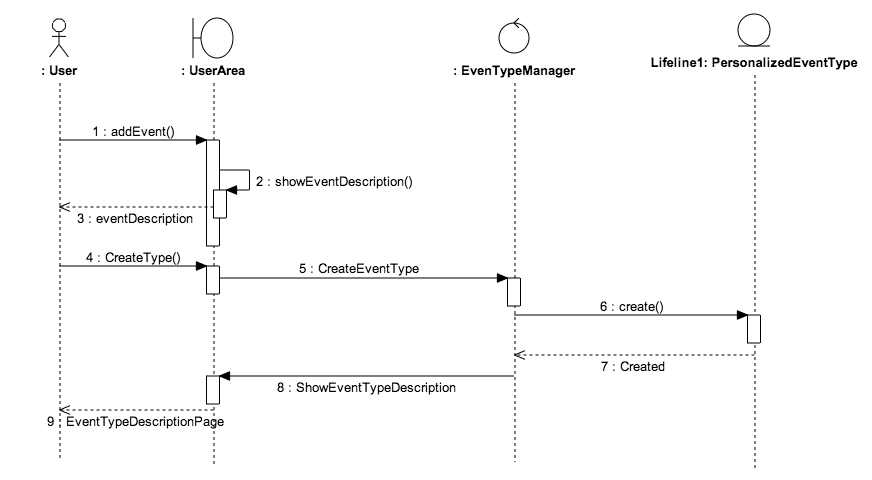 : User
: UserArea
: EvenTypeManager
Lifeline1: PersonalizedEventType
1 : addEvent()
2 : showEventDescription()
3 : eventDescription
4 : CreateType()
5 : CreateEventType
6 : create()
7 : Created
8 : ShowEventTypeDescription
9 : EventTypeDescriptionPage